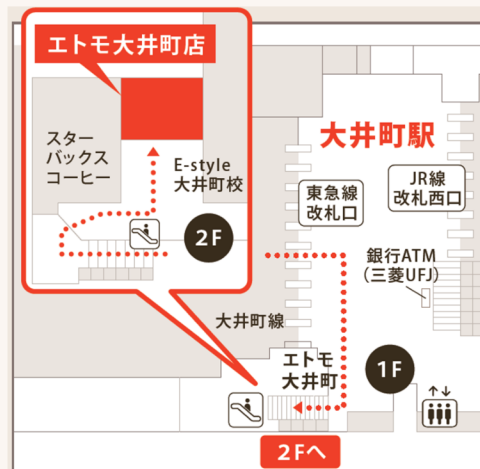 エトモ大井町店
スター
バックス
コーヒー
E-style
大井町校
2F
大井町駅
東急線
改札口
JR線
改札西口
銀行ATM
（三菱UFJ）
大井町線
エトモ
大井町
1F
2Fへ